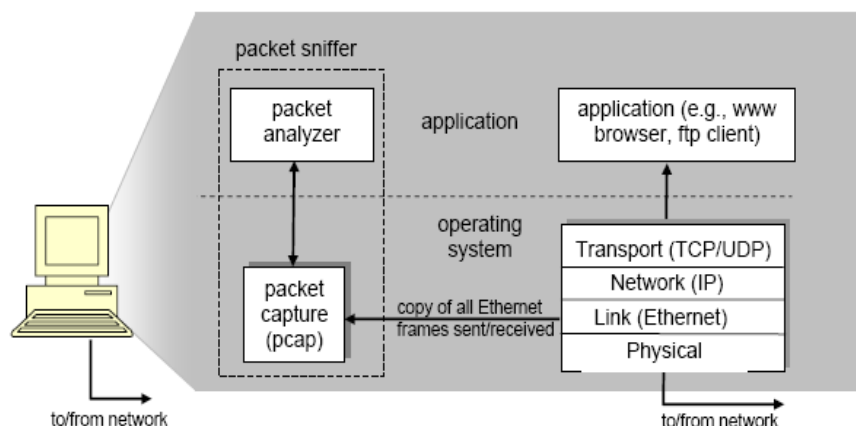 packet sniffer
packet
analyzer
application
application (e.g., www
browser, ftp client)
operating
system
packet
capture
(pcap)
copy of all Ethernet
frames sent/received
Transport (TCP/UDP)
Network (IP)
Link (Ethernet)
Physical
to/from network
to/from network